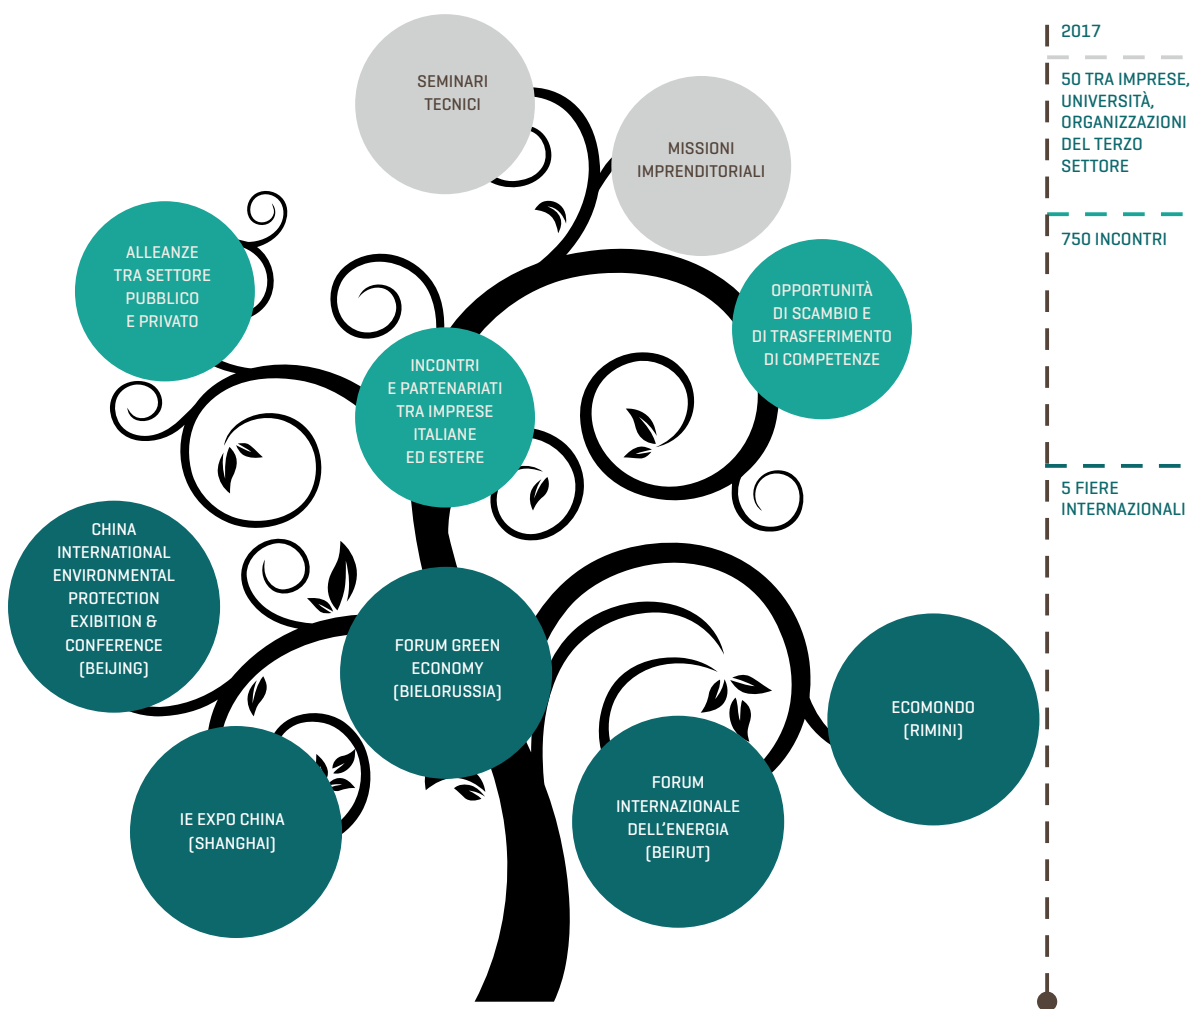 SEMINARI
TECNICI
MISSIONI
IMPRENDITORIALI
ALLEANZE
TRA SETTORE
PUBBLICO
E PRIVATO
OPPORTUNITÀ
DI SCAMBIO E
DI TRASFERIMENTO
DI COMPETENZE
INCONTRI
E PARTENARIATI
TRA IMPRESE
ITALIANE
ED ESTERE
CHINA
INTERNATIONAL
ENVIRONMENTAL
PROTECTION
EXIBITION &
CONFERENCE
(BEIJING)
FORUM GREEN
ECONOMY
(BIELORUSSIA)
ECOMONDO
(RIMINI)
IE EXPO CHINA
(SHANGHAI)
FORUM
INTERNAZIONALE
DELL'ENERGIA
(BEIRUT)
2017
50 TRA IMPRESE,
UNIVERSITÀ,
ORGANIZZAZIONI
DEL TERZO
SETTORE
750 INCONTRI
5 FIERE
INTERNAZIONALI